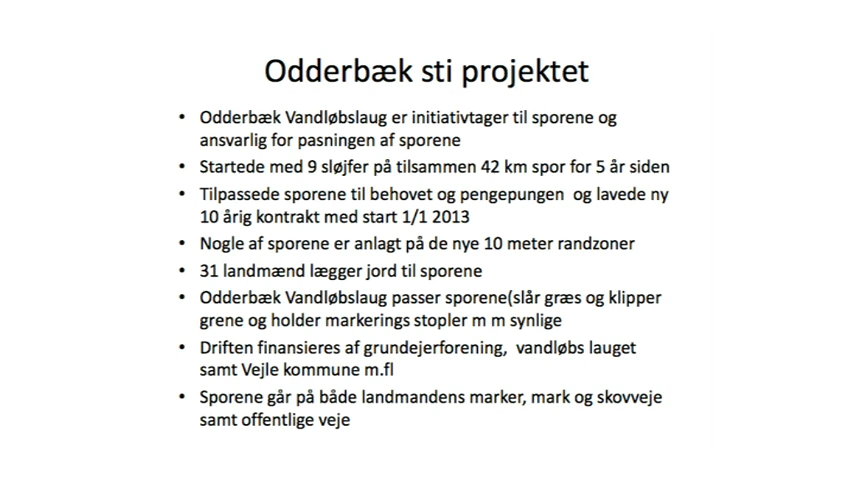 Odderbæk sti projektet
• Odderbæk Vandløbslaug er initiativtager til sporene og
ansvarlig for pasningen af sporene
• Startede med 9 sløjfer på tilsammen 42 km spor for 5 år siden
• Tilpassede sporene til behovet og pengepungen  og lavede ny
10 årig kontrakt med start 1/1 2013
• Nogle af sporene er anlagt på de nye 10 meter randzoner
• 31 landmænd lægger jord til sporene
• Odderbæk Vandløbslaug passer sporene(slår græs og klipper
grene og holder markerings stopler m m synlige
• Driften finansieres af grundejerforening,  vandløbs lauget
samt Vejle kommune m.fl
• Sporene går på både landmandens marker, mark og skovveje
samt offentlige veje